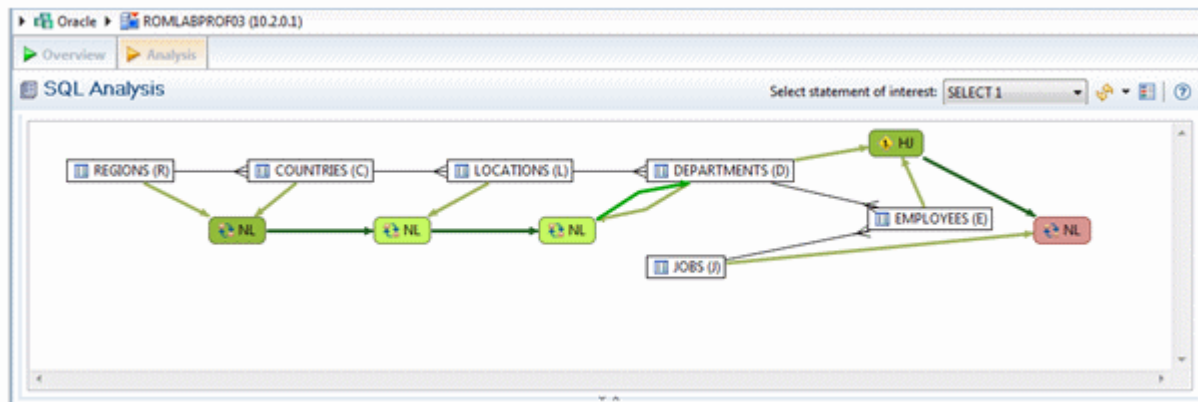 Oracle ROMLABPROF03 (10.2.0.1)
Overview Analysis
SQL Analysis Select statement of interest: SELECT 1
HJ
REGIONS (R) COUNTRIES (C) LOCATIONS (L) DEPARTMENTS (D)
EMPLOYEES (E)
NL NL NL NL
JOBS (J)